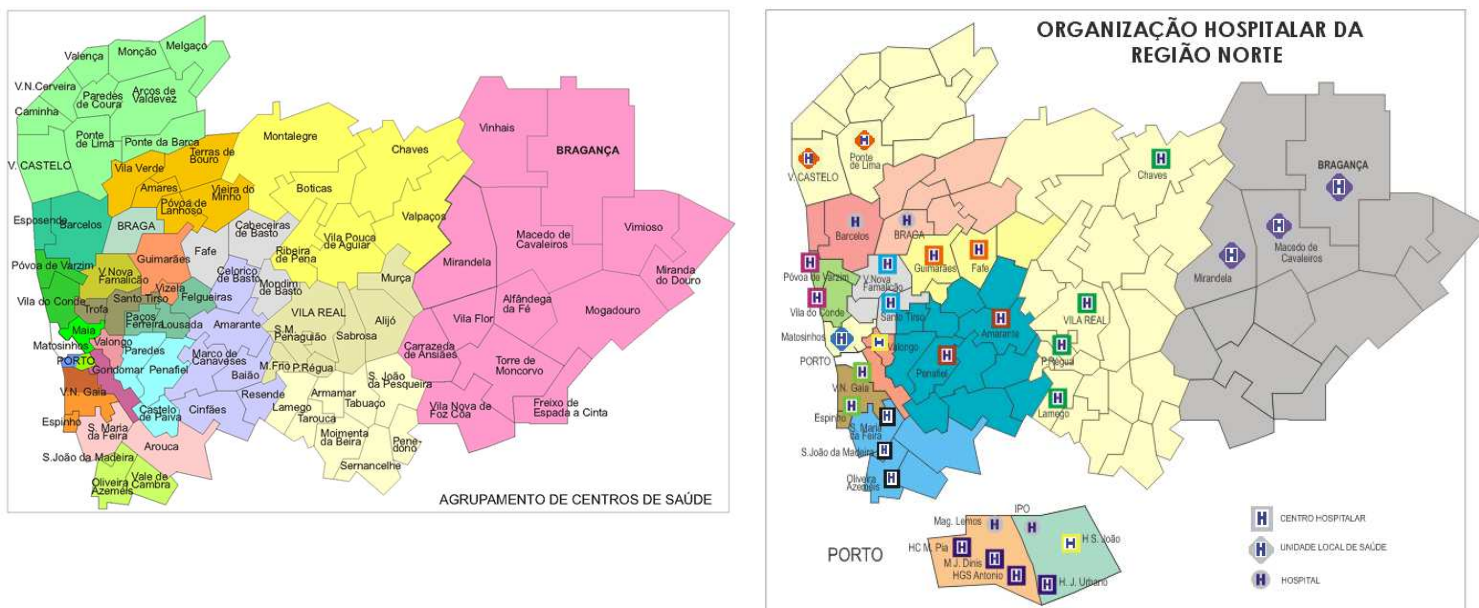 Melgaço
Monção
Valença
V.N.Cerveira
Paredes
de Coura
Arcos de
Valdevez
Caminha
Ponte
de Lima
Ponte da Barca
V. CASTELO
Montalegre
Chaves
Vinhais
BRAGANÇA
Terras de
Bouro
Vila Verde
Amares
Vieira do
Minho
Póvoa de
Lanhoso
Boticas
Valpaços
Esposende
Barcelos
BRAGA
Cabeceiras
de Basto
Vila Pouca
de Aguiar
Ribeira
de Pena
Macedo de
Cavaleiros
Vimioso
Guimarães
Fafe
Mirandela
Miranda
do Douro
Póvoa de Varzim
V.Nova
Famalicão
Celorico
de Basto
Mondim
de Basto
Murça
Vizela
Vila do Conde
Santo Tirso
Felgueiras
Trofa
Alfândega
da Fé
Mogadouro
Paços
Ferreira
Lousada
Amarante
VILA REAL
Alijó
Vila Flor
Maia
S.M.
Penaguião
Sabrosa
Matosinhos
Valongo
Paredes
Marco de
Canaveses
Carrazeda
de Ansiães
PORTO
Gondomar
Penafiel
Baião
M.Frio
P.Régua
Torre de
Moncorvo
V.N. Gaia
Resende
S. João
da Pesqueira
Castelo
de Paiva
Cinfães
Lamego
Armamar
Tabuaço
Vila Nova de
Foz Côa
Freixo de
Espada a Cinta
Espinho
Tarouca
S. Maria
da Feira
Arouca
Moimenta
da Beira
Pene-
dono
S.João da Madeira
Sernancelhe
Oliveira
Azeméis
Vale de
Cambra
AGRUPAMENTO DE CENTROS DE SAÚDE
ORGANIZAÇÃO HOSPITALAR DA
REGIÃO NORTE
H
Ponte
de Lima
H
V. CASTELO
H
Chaves
BRAGANÇA
H
H
Barcelos
H
BRAGA
H
Macedo de
Cavaleiros
H
Mirandela
H
Guimarães
H
Fafe
H
Póvoa de Varzim
H
V.Nova
Famalicão
H
Vila do Conde
H
Santo Tirso
H
VILA REAL
H
Amarante
Matosinhos
H
H
Valongo
H
P.Régua
PORTO
H
Penafiel
H
V.N. Gaia
H
Lamego
H
Espinho
H
S. Maria
da Feira
H
S.João da Madeira
H
Oliveira
Azeméis
PORTO
IPO
H
Mag. Lemos
H
HC M. Pia
H
M.J. Dinis
H
HGS Antonio
H
H S. João
H
H. J. Urbano
H
H CENTRO HOSPITALAR
H UNIDADE LOCAL DE SAÚDE
H HOSPITAL